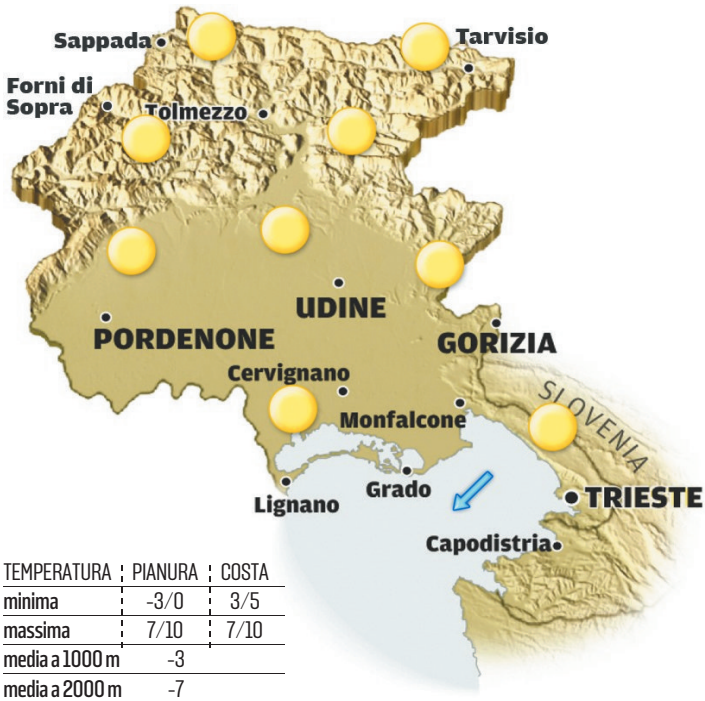 Sappada
Tarvisio
Forni di
Sopra
Tolmezzo
UDINE
PORDENONE
GORIZIA
Cervignano
SLOVENIA
Monfalcone
Grado
Lignano
TRIESTE
Capodistria
TEMPERATURA PIANURA COSTA
minima -3/0 3/5
massima 7/10 7/10
media a 1000 m -3
media a 2000 m -7